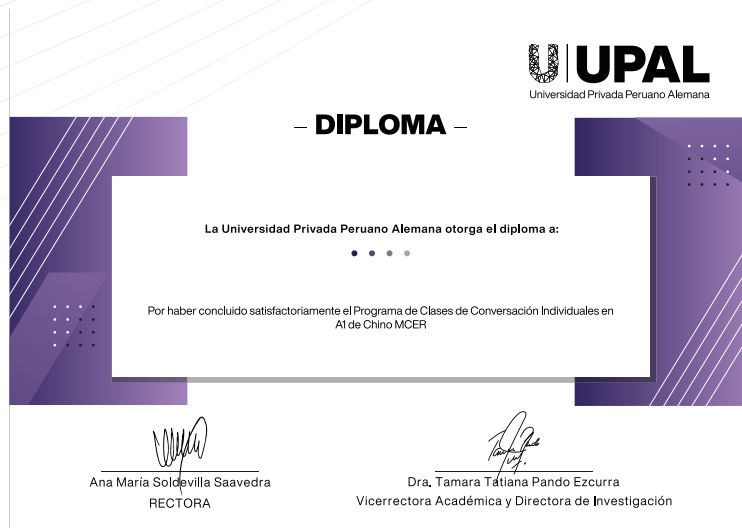 UPAL
Universidad Privada Peruano Alemana
– DIPLOMA –
La Universidad Privada Peruano Alemana otorga el diploma a:
Por haber concluido satisfactoriamente el Programa de Clases de Conversación Individuales en
A1 de Chino MCER
Ana María Soldevilla Saavedra
RECTORA
Dra. Tamara Tatiana Pando Ezcurra
Vicerrectora Académica y Directora de Investigación